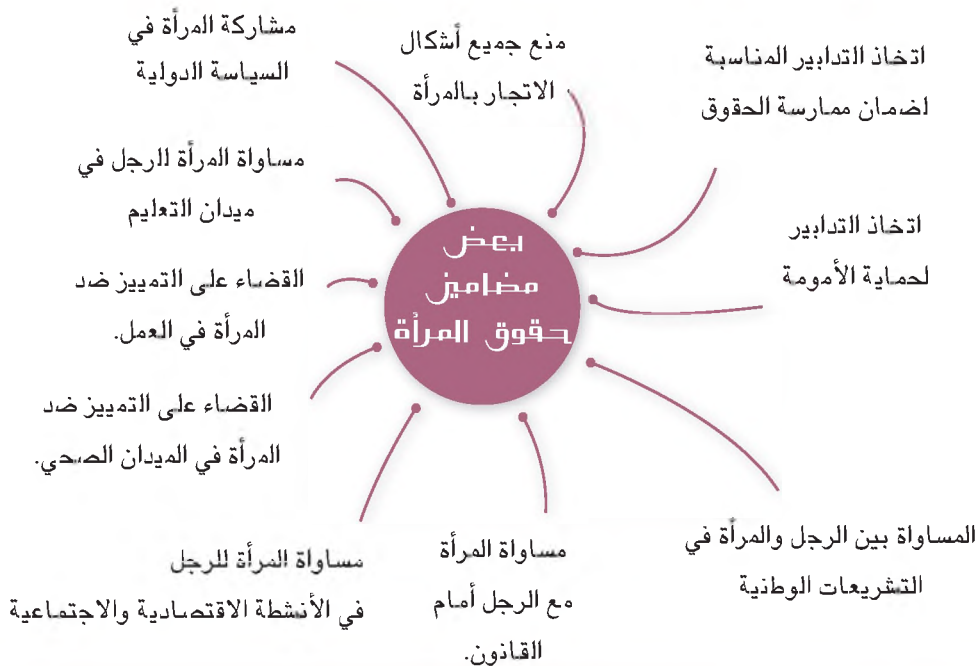 بعض
مضامين
حقوق المرأة
اتخاذ التدابير المناسبة
لضمان ممارسة الحقوق
منع جميع أشكال
الاتجار بالمرأة
مشاركة المرأة في
السياسة الدولية
مساواة المرأة للرجل في
ميدان التعليم
القضاء على التمييز ضد
المرأة في العمل.
القضاء على التمييز ضد
المرأة في الميدان الصحي.
مساواة المرأة للرجل
في الأنشطة الاقتصادية والاجتماعية
مساواة المرأة
مع الرجل أمام
القانون.
المساواة بين الرجل والمرأة في
التشريعات الوطنية
اتخاذ التدابير
لحماية الأمومة